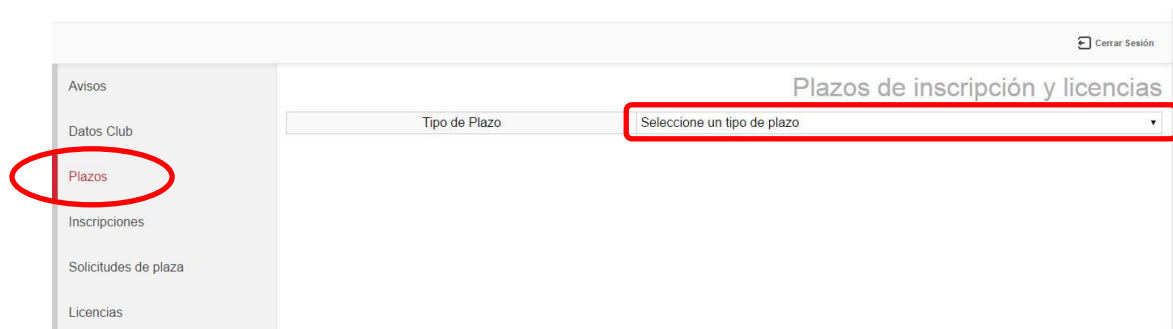 Cerrar Sesión
Plazos de inscripción y licencias
Avisos
Datos Club
Plazos
Inscripciones
Solicitudes de plaza
Licencias
Tipo de Plazo
Seleccione un tipo de plazo